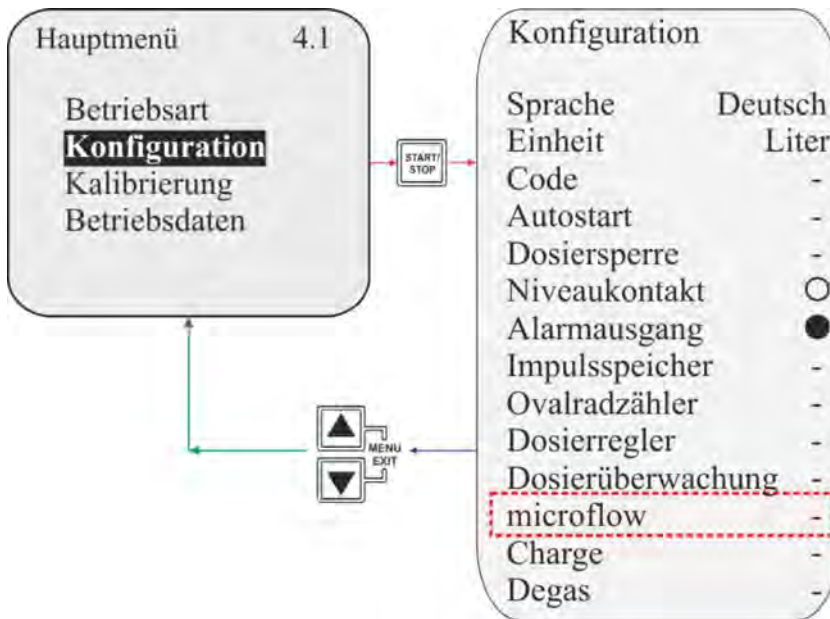 Hauptmenü 4.1
Betriebsart
Konfiguration
Kalibrierung
Betriebsdaten
START/
STOP
MENU
EXIT
Konfiguration
Sprache Deutsch
Einheit Liter
Code -
Autostart -
Dosiersperre -
Niveaukontakt
Alarmausgang
Impulsspeicher -
Ovalradzähler -
Dosierregler -
Dosierüberwachung -
microflow -
Charge -
Degas -